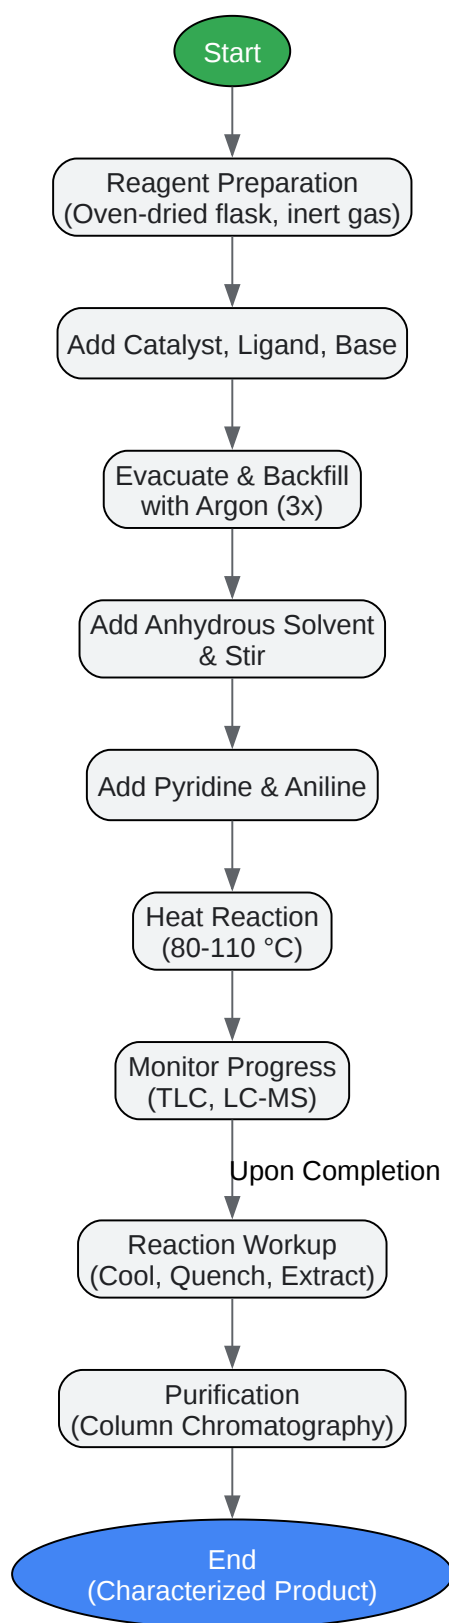 Start
Reagent Preparation
(Oven-dried flask, inert gas)
Add Catalyst, Ligand, Base
Evacuate & Backfill
with Argon (3x)
Add Anhydrous Solvent
& Stir
Add Pyridine & Aniline
Heat Reaction
(80-110 °C)
Monitor Progress
(TLC, LC-MS)
Upon Completion
Reaction Workup
(Cool, Quench, Extract)
Purification
(Column Chromatography)
End
(Characterized Product)